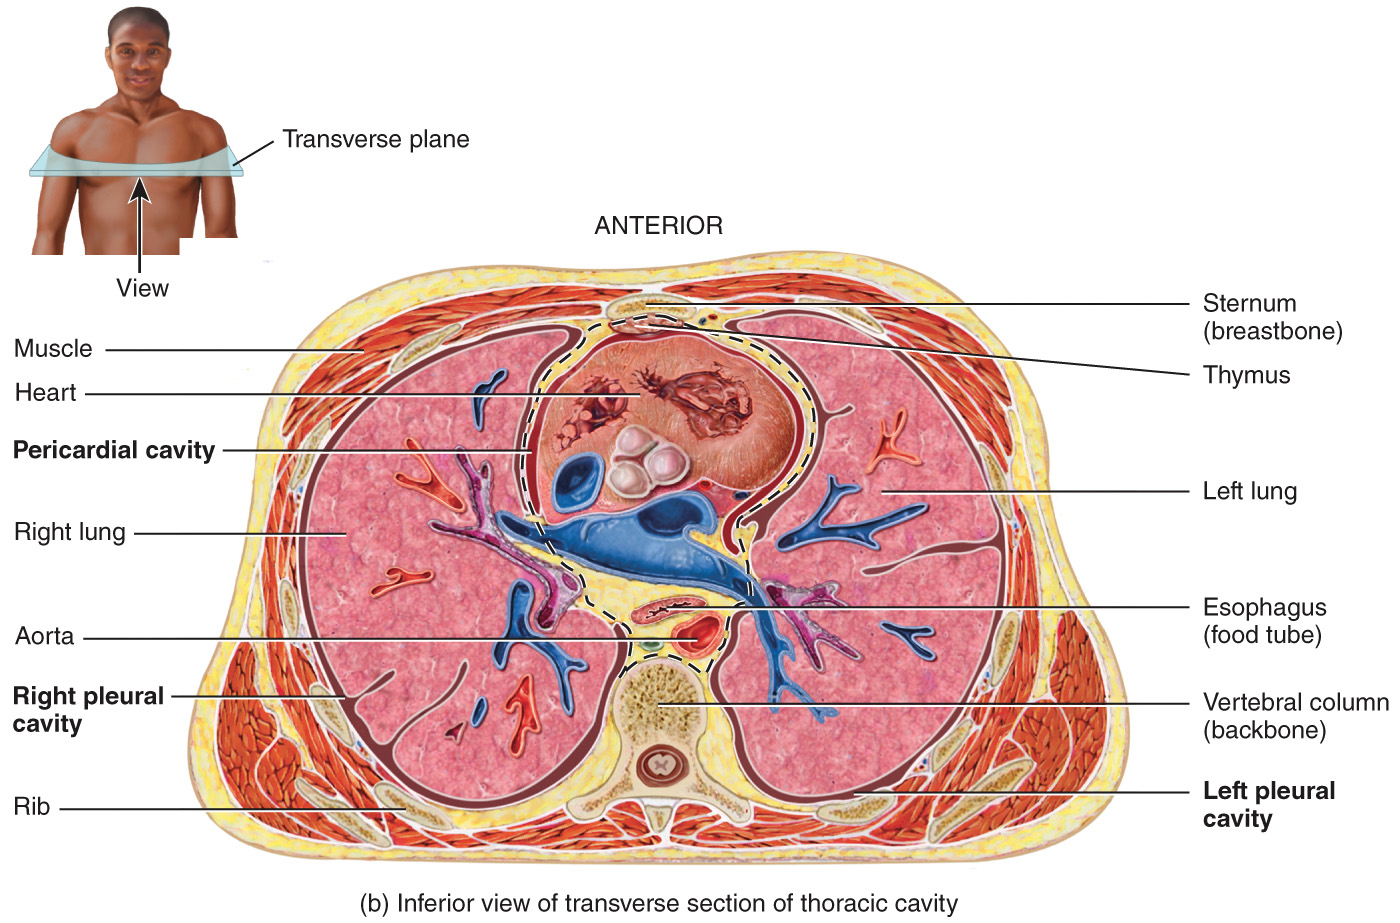 Transverse plane
ANTERIOR
View
Muscle
Heart
Pericardial cavity
Right lung
Aorta
Right pleural
cavity
Rib
Sternum
(breastbone)
Thymus
Left lung
Esophagus
(food tube)
Vertebral column
(backbone)
Left pleural
cavity
(b) Inferior view of transverse section of thoracic cavity